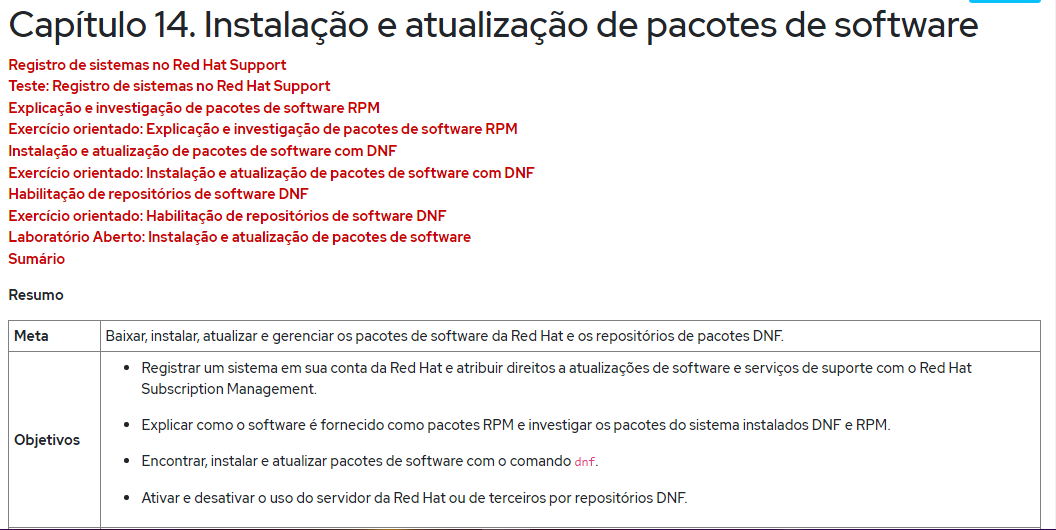 Capítulo 14. Instalação e atualização de pacotes de software
Registro de sistemas no Red Hat Support
Teste: Registro de sistemas no Red Hat Support
Explicação e investigação de pacotes de software RPM
Exercício orientado: Explicação e investigação de pacotes de software RPM
Instalação e atualização de pacotes de software com DNF
Exercício orientado: Instalação e atualização de pacotes de software com DNF
Habilitação de repositórios de software DNF
Exercício orientado: Habilitação de repositórios de software DNF
Laboratório Aberto: Instalação e atualização de pacotes de software
Sumário
Resumo
Meta
Baixar, instalar, atualizar e gerenciar os pacotes de software da Red Hat e os repositórios de pacotes DNF.
Objetivos
• Registrar um sistema em sua conta da Red Hat e atribuir direitos a atualizações de software e serviços de suporte com o Red Hat
Subscription Management.
• Explicar como o software é fornecido como pacotes RPM e investigar os pacotes do sistema instalados DNF e RPM.
• Encontrar, instalar e atualizar pacotes de software com o comando dnf.
• Ativar e desativar o uso do servidor da Red Hat ou de terceiros por repositórios DNF.